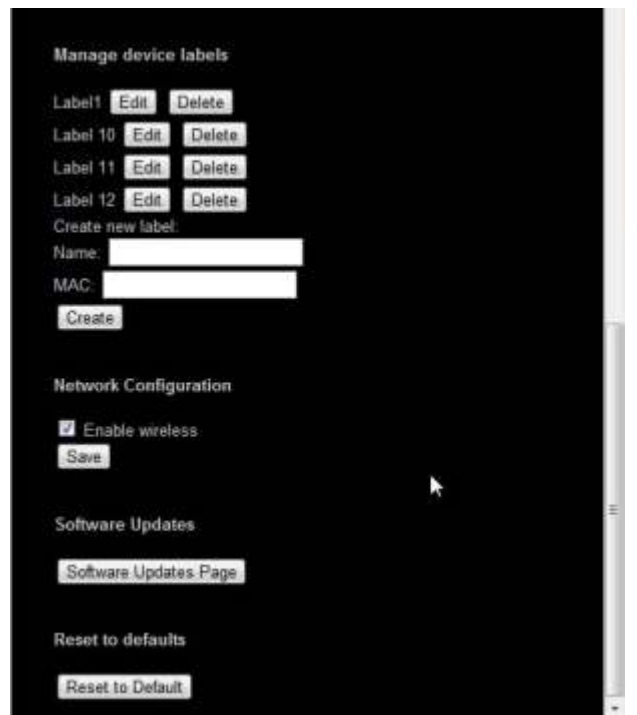 Manage device labels
Label1 Edit Delete
Label 10 Edit Delete
Label 11 Edit Delete
Label 12 Edit Delete
Create new label:
Name:
MAC:
Create
Network Configuration
Enable wireless
Save
Software Updates
Software Updates Page
Reset to defaults
Reset to Default